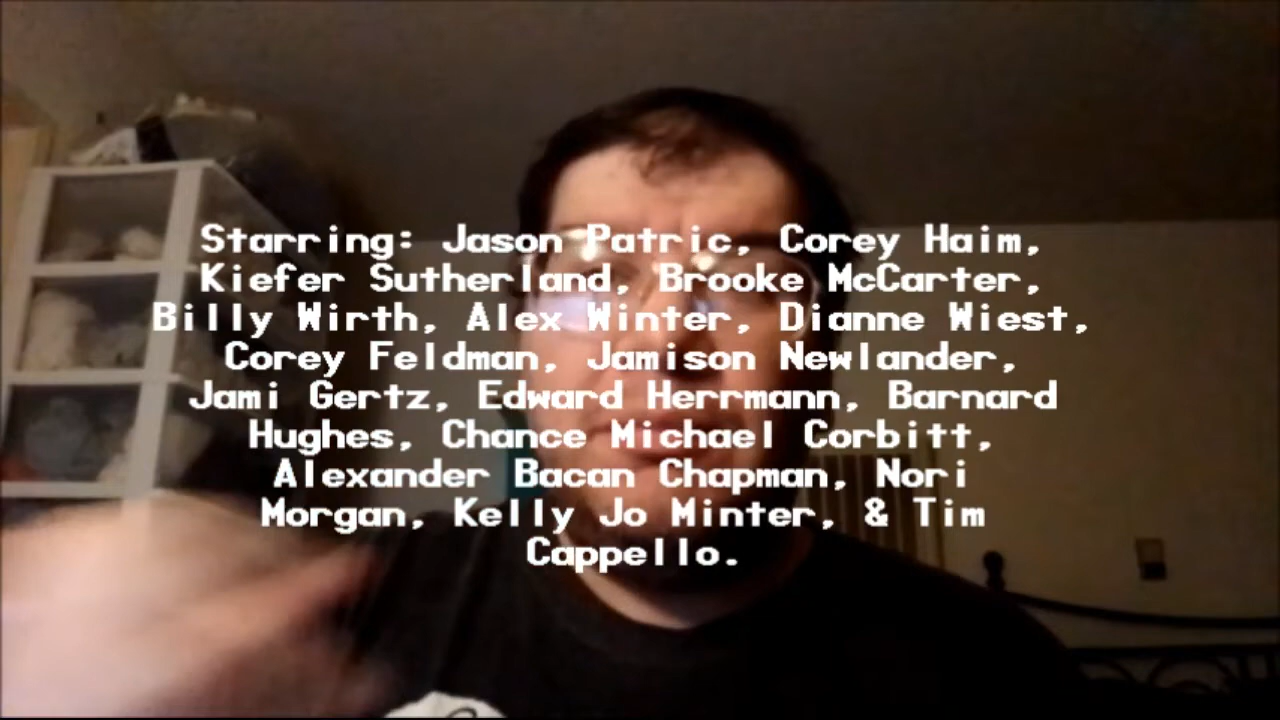 Starring: Jason Patric, Corey Haim,
Kiefer Sutherland, Brooke McCarter,
Billy Wirth, Alex Winter, Dianne Wiest,
Corey Feldman, Jamison Newlander,
Jami Gertz, Edward Herrmann, Barnard
Hughes, Chance Michael Corbitt,
Alexander Bacan Chapman, Nori
Morgan, Kelly Jo Minter, & Tim
Cappello.